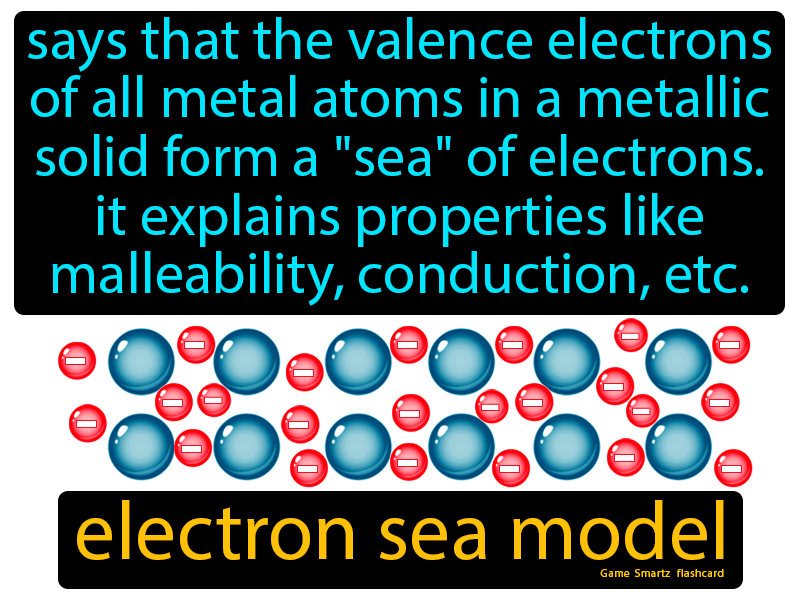 says that the valence electrons
of all metal atoms in a metallic
solid form a "sea" of electrons.
it explains properties like
malleability, conduction, etc.
electron sea model
Game Smartz flashcard